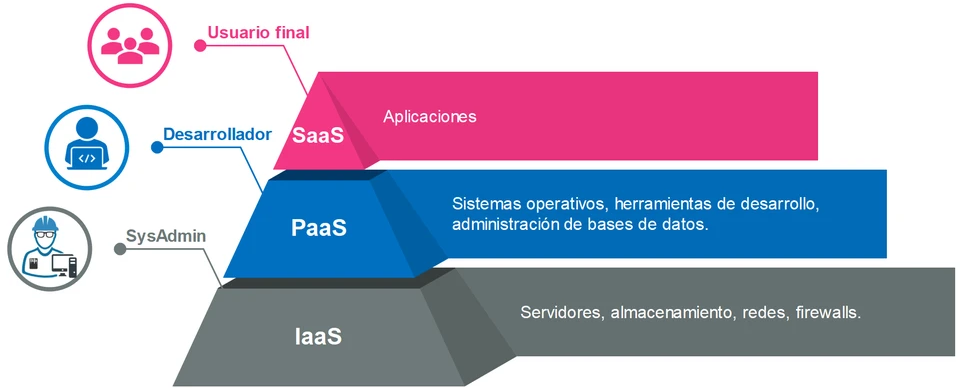 Usuario final
SaaS
Aplicaciones
Desarrollador
PaaS
Sistemas operativos, herramientas de desarrollo,
administración de bases de datos.
SysAdmin
IaaS
Servidores, almacenamiento, redes, firewalls.